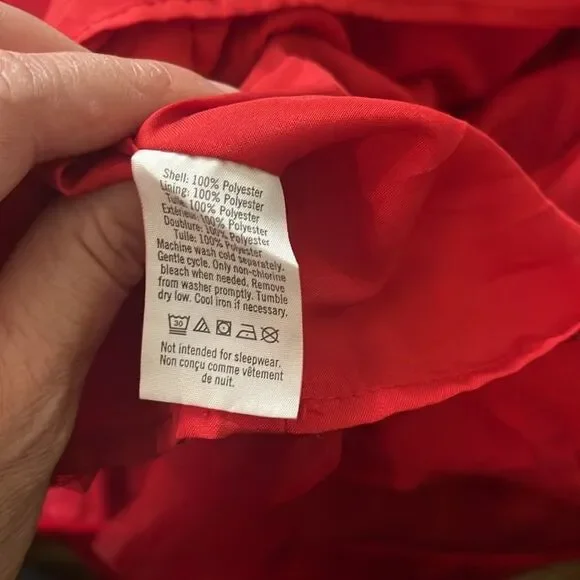 Shell: 100% Polyester
Lining: 100% Polyester
Tulle: 100% Polyester
Extérieur: 100% Polyester
Doublure: 100% Polyester
Tulle: 100% Polyester
Machine wash cold separately.
Gentle cycle. Only non-chlorine
bleach when needed. Remove
from washer promptly. Tumble
dry low. Cool iron if necessary.
30
Not intended for sleepwear.
Non conçu comme vêtement
de nuit.